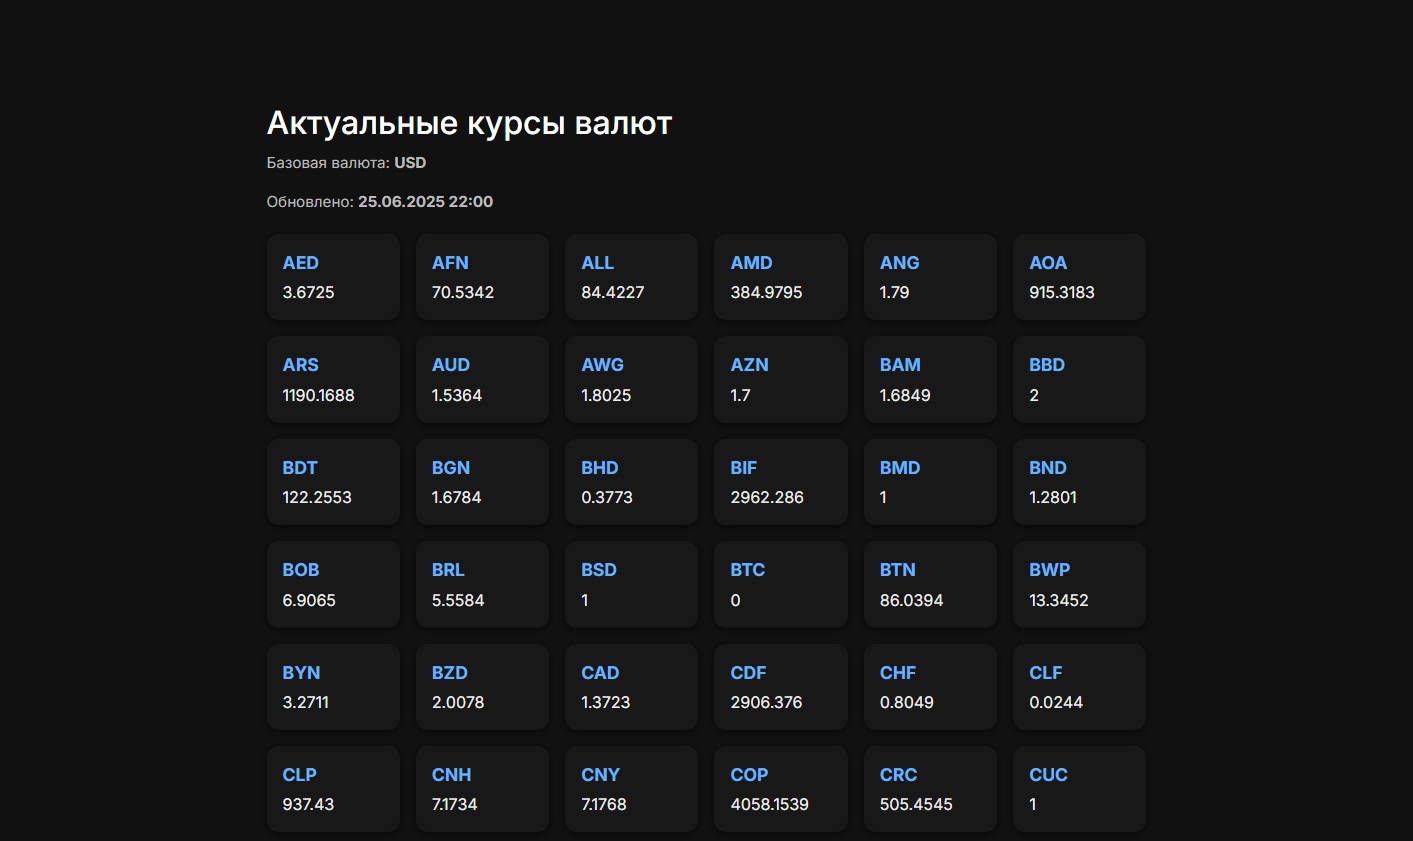 Актуальные курсы валют
Базовая валюта: USD
Обновлено: 25.06.2025 22:00
AED
3.6725
AFN
70.5342
ALL
84.4227
AMD
384.9795
ANG
1.79
AOA
915.3183
ARS
1190.1688
AUD
1.5364
AWG
1.8025
AZN
1.7
BAM
1.6849
BBD
2
BDT
122.2553
BGN
1.6784
BHD
0.3773
BIF
2962.286
BMD
1
BND
1.2801
BOB
6.9065
BRL
5.5584
BSD
1
BTC
0
BTN
86.0394
BWP
13.3452
BYN
3.2711
BZD
2.0078
CAD
1.3723
CDF
2906.376
CHF
0.8049
CLF
0.0244
CLP
937.43
CNH
7.1734
CNY
7.1768
COP
4058.1539
CRC
505.4545
CUC
1